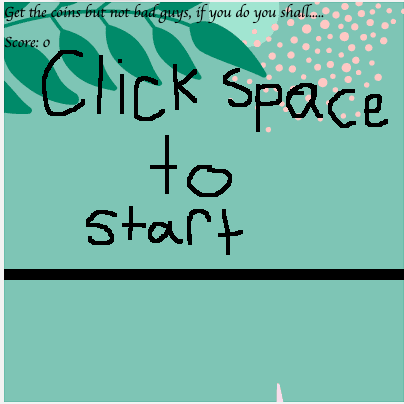 Get the coins but not bad guys, if you do you shall.....
Score: 0
Click space
to
start